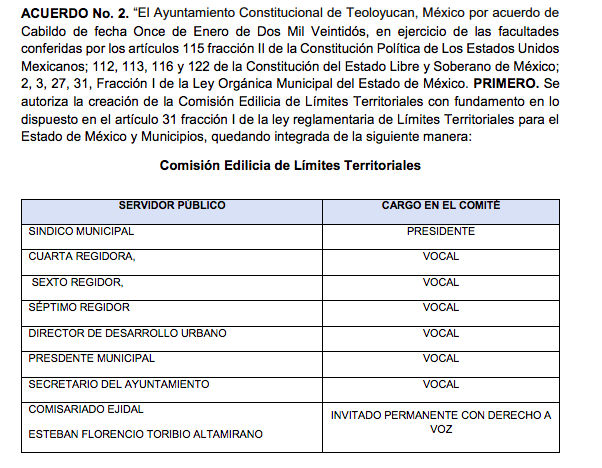 ACUERDO No. 2. “El Ayuntamiento Constitucional de Teoloyucan, México por acuerdo de
Cabildo de fecha Once de Enero de Dos Mil Veintidós, en ejercicio de las facultades
conferidas por los artículos 115 fracción II de la Constitución Política de Los Estados Unidos
Mexicanos; 112, 113, 116 y 122 de la Constitución del Estado Libre y Soberano de México;
2, 3, 27, 31, Fracción I de la Ley Orgánica Municipal del Estado de México. PRIMERO. Se
autoriza la creación de la Comisión Edilicia de Límites Territoriales con fundamento en lo
dispuesto en el artículo 31 fracción I de la ley reglamentaria de Límites Territoriales para el
Estado de México y Municipios, quedando integrada de la siguiente manera:
Comisión Edilicia de Límites Territoriales
SERVIDOR PÚBLICO CARGO EN EL COMITÉ
SINDICO MUNICIPAL PRESIDENTE
CUARTA REGIDORA, VOCAL
SEXTO REGIDOR, VOCAL
SÉPTIMO REGIDOR VOCAL
DIRECTOR DE DESARROLLO URBANO VOCAL
PRESDENTE MUNICIPAL VOCAL
SECRETARIO DEL AYUNTAMIENTO VOCAL
COMISARIADO EJIDAL
ESTEBAN FLORENCIO TORIBIO ALTAMIRANO
INVITADO PERMANENTE CON DERECHO A
VOZ